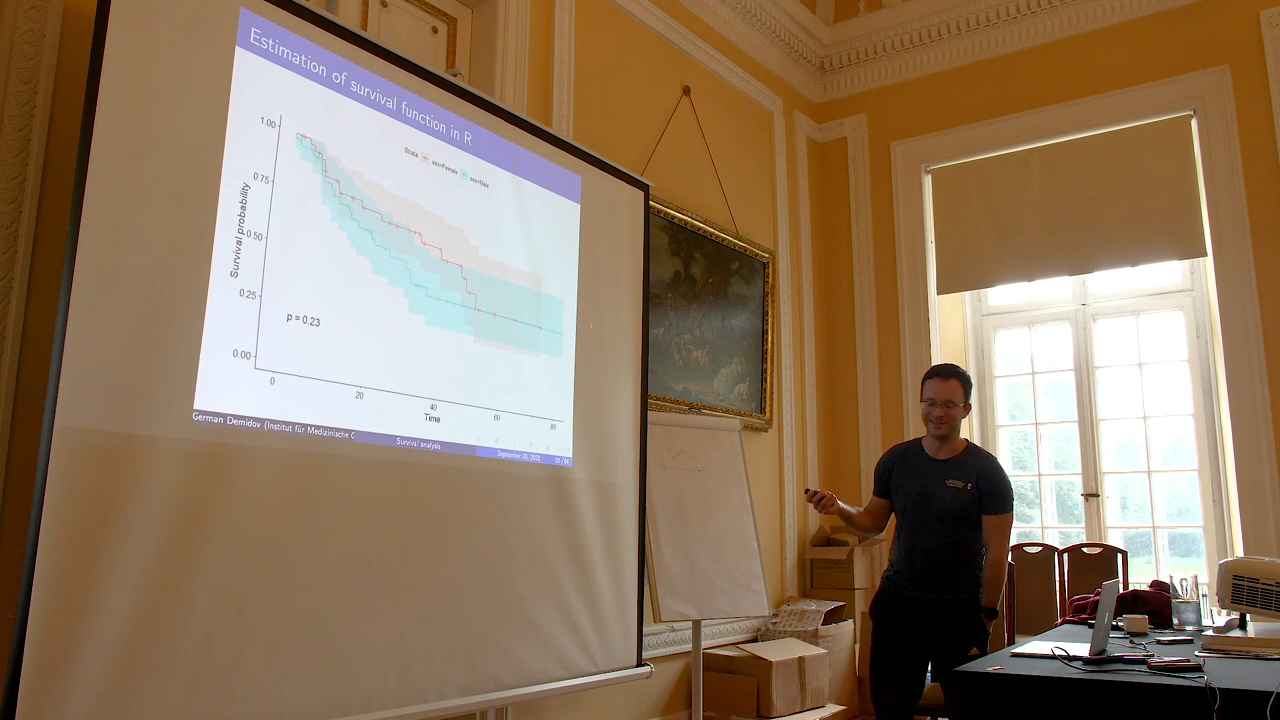 Estimation of survival function in R
Strata sex=Female sex=Male
1.00
0.75
0.50
0.25
0.00
Survival probability
p = 0.23
0 20 40 60 80
Time
German Demidov (Institut für Medizinische G
Survival analysis
September 20, 2022